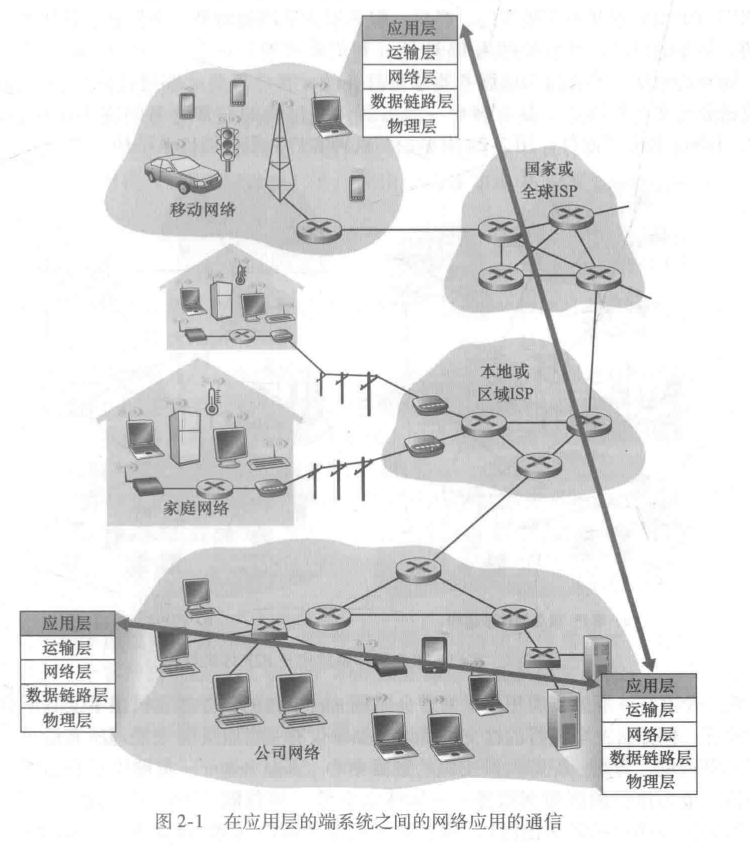 应用层
运输层
网络层
数据链路层
物理层
国家或
全球ISP
移动网络
本地或
区域ISP
家庭网络
应用层
运输层
网络层
数据链路层
物理层
应用层
运输层
网络层
数据链路层
物理层
公司网络
图 2-1 在应用层的端系统之间的网络应用的通信